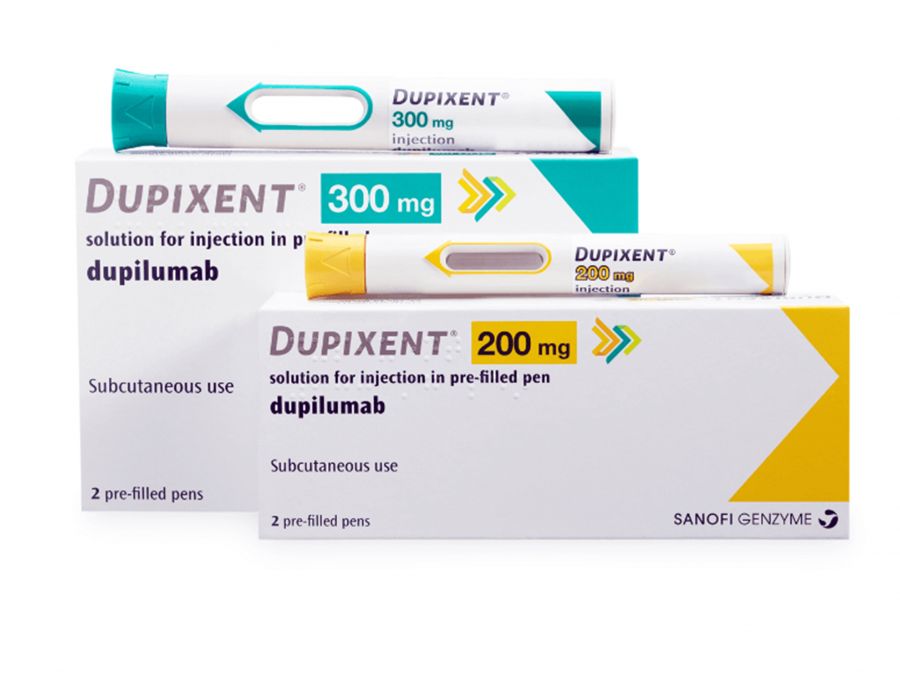 DUPIXENT®
300 mg
injection
dupilumab
DUPIXENT® 300 mg
solution for injection in pre-filled
dupilumab
Subcutaneous use
2 pre-filled pens
DUPIXENT®
200 mg
injection
DUPIXENT® 200 mg
solution for injection in pre-filled pen
dupilumab
Subcutaneous use
2 pre-filled pens
SANOFI GENZYME